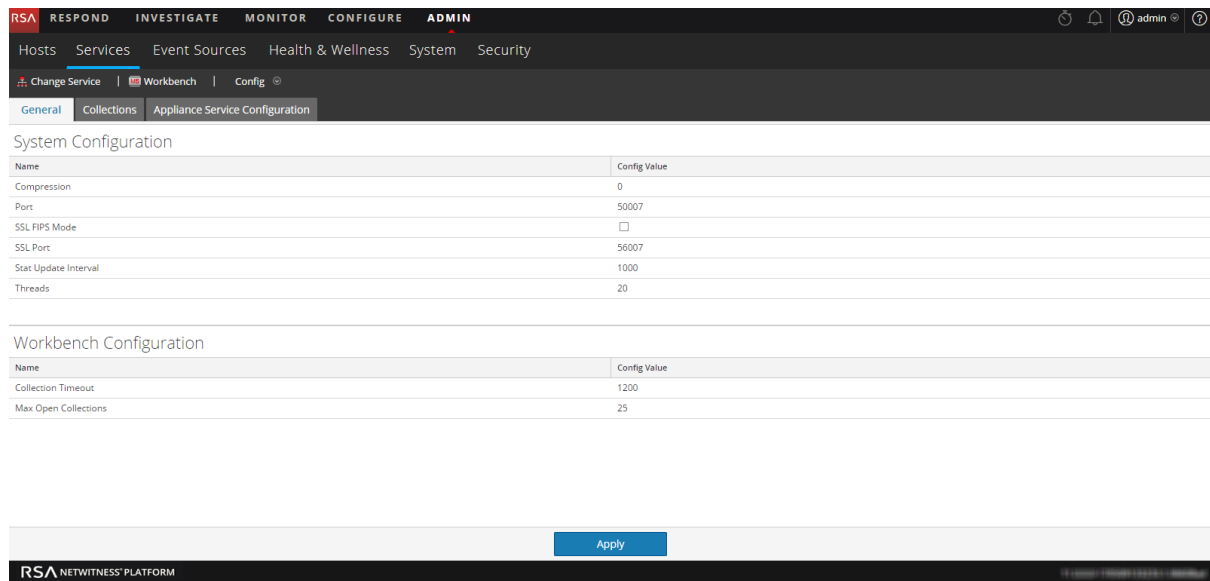 RSA RESPOND INVESTIGATE MONITOR CONFIGURE ADMIN admin ?
Hosts Services Event Sources Health & Wellness System Security
Change Service | Workbench | Config
General Collections Appliance Service Configuration
System Configuration
Name Config Value
Compression 0
Port 50007
SSL FIPS Mode
SSL Port 56007
Stat Update Interval 1000
Threads 20
Workbench Configuration
Name Config Value
Collection Timeout 1200
Max Open Collections 25
Apply
RSA NETWITNESS® PLATFORM